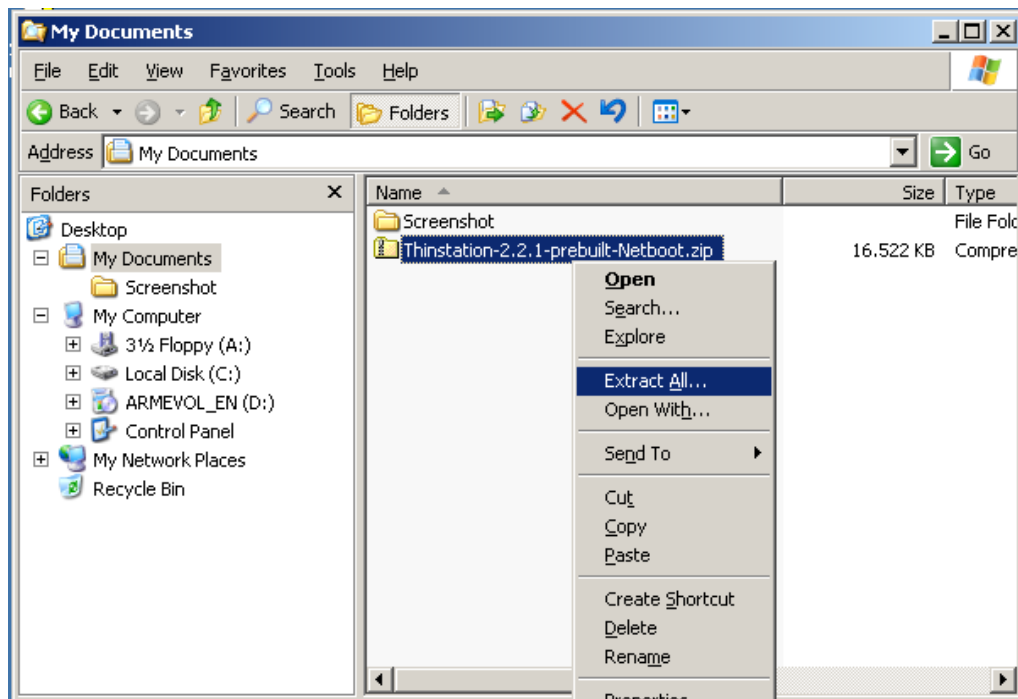 My Documents
File Edit View Favorites Tools Help
Back Search Folders
Address My Documents Go
Folders x Name Size Type
Desktop Screenshot File Fold
My Documents Thinstation-2.2.1-prebuilt-Netboot.zip 16.522 KB Compre
Screenshot Open
My Computer Search...
3½ Floppy (A:) Explore
Local Disk (C:) Extract All...
ARMEVOL_EN (D:) Open With...
Control Panel
My Network Places Send To
Recycle Bin
Cut
Copy
Paste
Create Shortcut
Delete
Rename
Properties